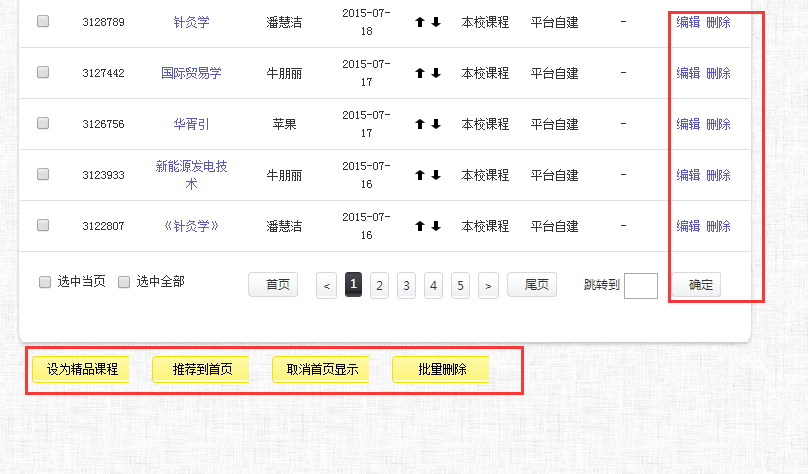 3128789 针灸学 潘慧洁 2015-07-18 本校课程 平台自建 - 编辑 删除
3127442 国际贸易学 牛朋丽 2015-07-17 本校课程 平台自建 - 编辑 删除
3126756 华胥引 苹果 2015-07-17 本校课程 平台自建 - 编辑 删除
3123933 新能源发电技术 牛朋丽 2015-07-16 本校课程 平台自建 - 编辑 删除
3122807 《针灸学》 潘慧洁 2015-07-16 本校课程 平台自建 - 编辑 删除
选中当页 选中全部 首页 < 1 2 3 4 5 > 尾页 跳转到 确定
设为精品课程 推荐到首页 取消首页显示 批量删除